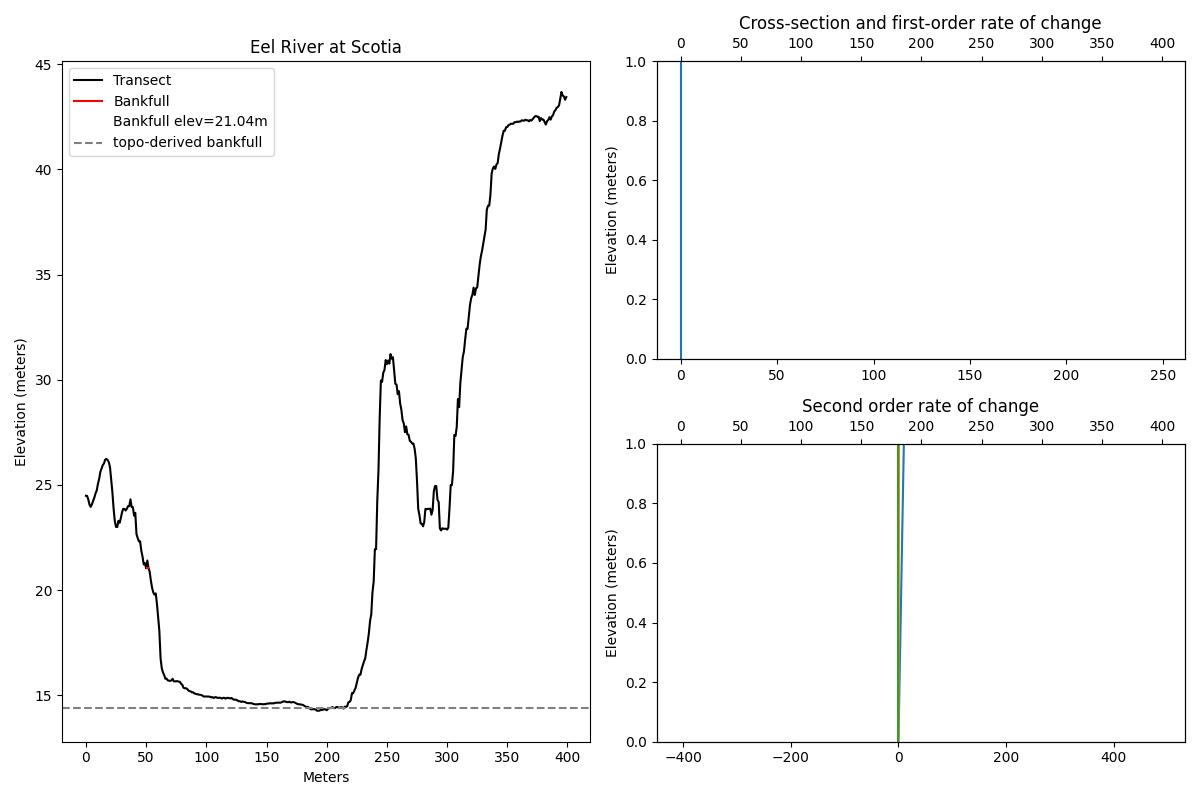 Eel River at Scotia
45
40
35
30
25
20
15
Elevation (meters)
Transect
Bankfull
Bankfull elev=21.04m
topo-derived bankfull
0 50 100 150 200 250 300 350 400
Meters
Cross-section and first-order rate of change
0 50 100 150 200 250 300 350 400
1.0
0.8
0.6
0.4
0.2
0.0
Elevation (meters)
0 50 100 150 200 250
Second order rate of change
0 50 100 150 200 250 300 350 400
1.0
0.8
0.6
0.4
0.2
0.0
Elevation (meters)
−400 −200 0 200 400